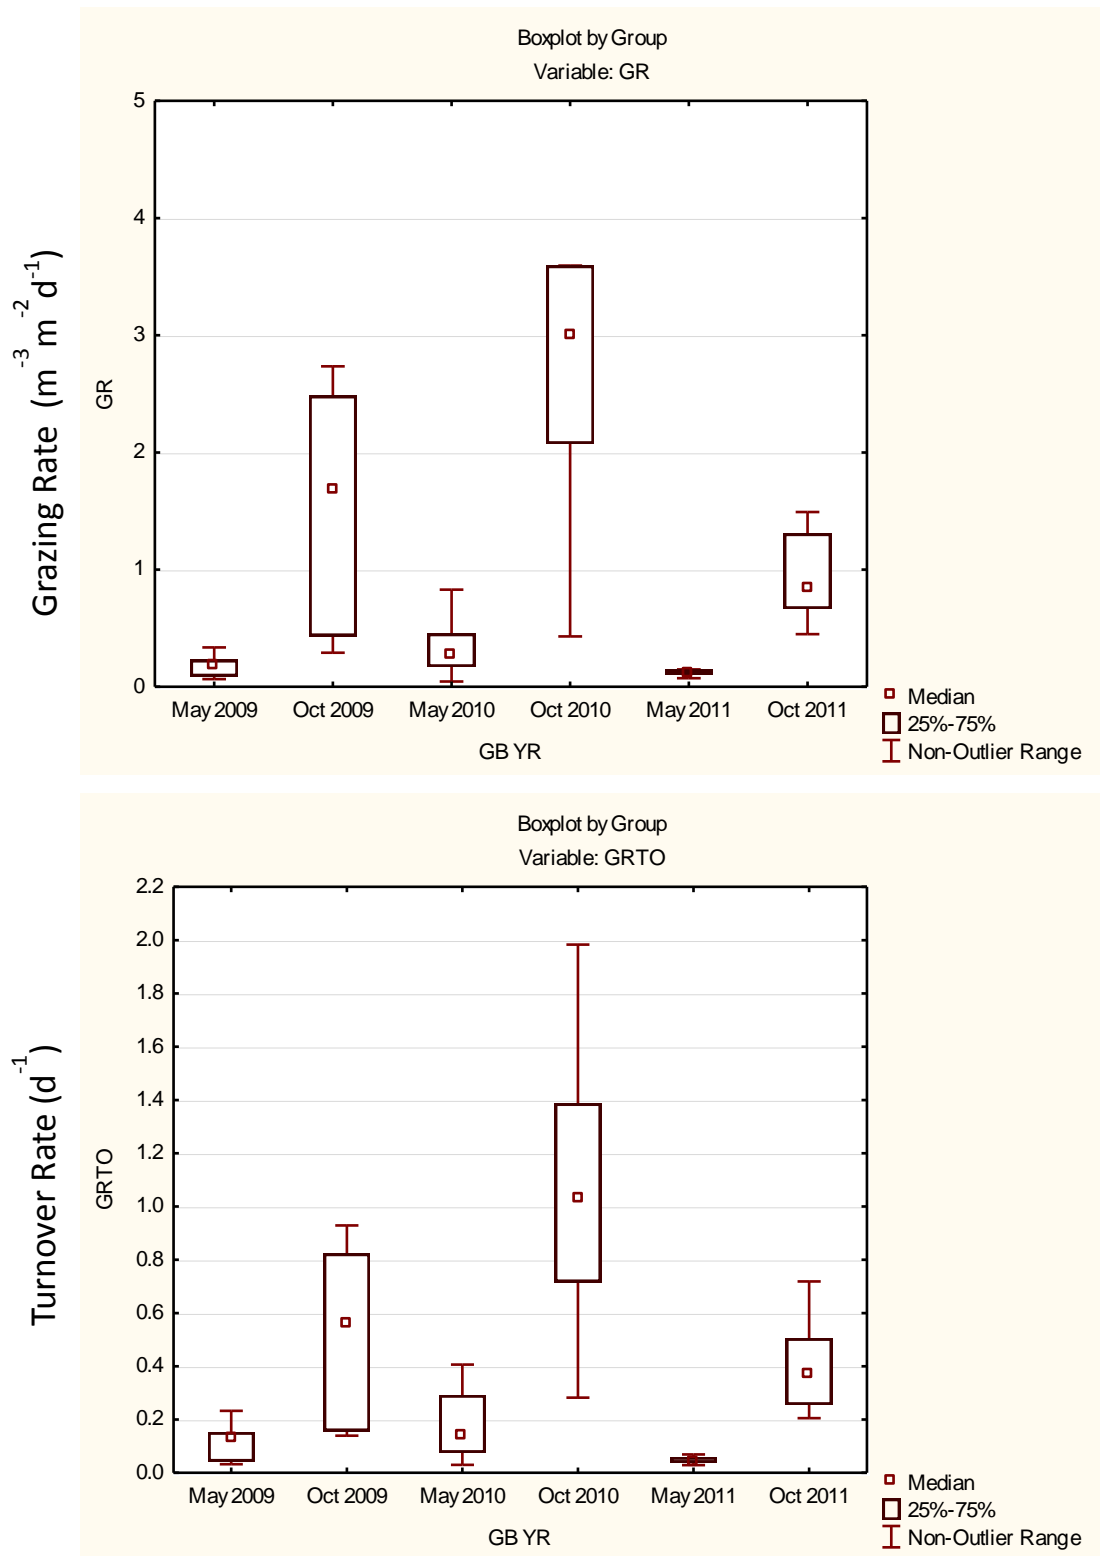 Boxplot by Group
Variable: GR
Grazing Rate (m⁻³ m⁻² d⁻¹)
GR
5
4
3
2
1
0
May 2009 Oct 2009 May 2010 Oct 2010 May 2011 Oct 2011
GB YR
Median
25%-75%
Non-Outlier Range
Boxplot by Group
Variable: GRTO
Turnover Rate (d⁻¹)
GRTO
2.2
2.0
1.8
1.6
1.4
1.2
1.0
0.8
0.6
0.4
0.2
0.0
May 2009 Oct 2009 May 2010 Oct 2010 May 2011 Oct 2011
GB YR
Median
25%-75%
Non-Outlier Range